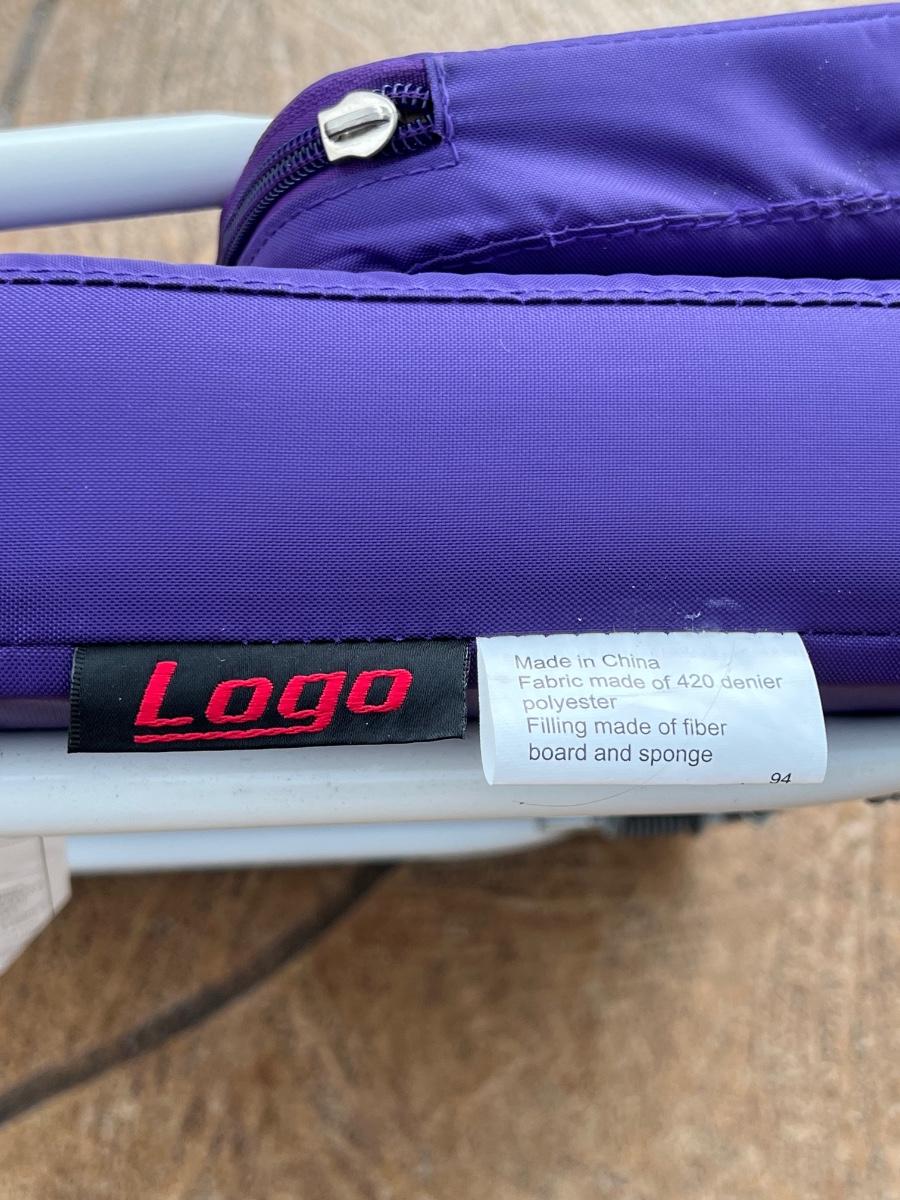 Logo
Made in China
Fabric made of 420 denier
polyester
Filling made of fiber
board and sponge
94